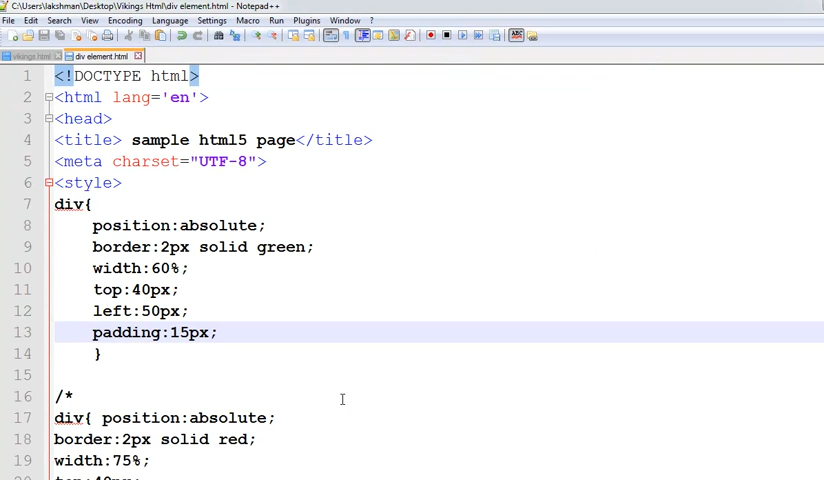 C:\Users\lakshman\Desktop\Vikings Html\div element.html - Notepad++
File Edit Search View Encoding Language Settings Macro Run Plugins Window ?
vikings.html div element.html
1 <!DOCTYPE html>
2 <html lang='en'>
3 <head>
4 <title> sample html5 page</title>
5 <meta charset="UTF-8">
6 <style>
7 div{
8 position:absolute;
9 border:2px solid green;
10 width:60%;
11 top:40px;
12 left:50px;
13 padding:15px;
14 }
15
16 /*
17 div{ position:absolute;
18 border:2px solid red;
19 width:75%;
top:40px;